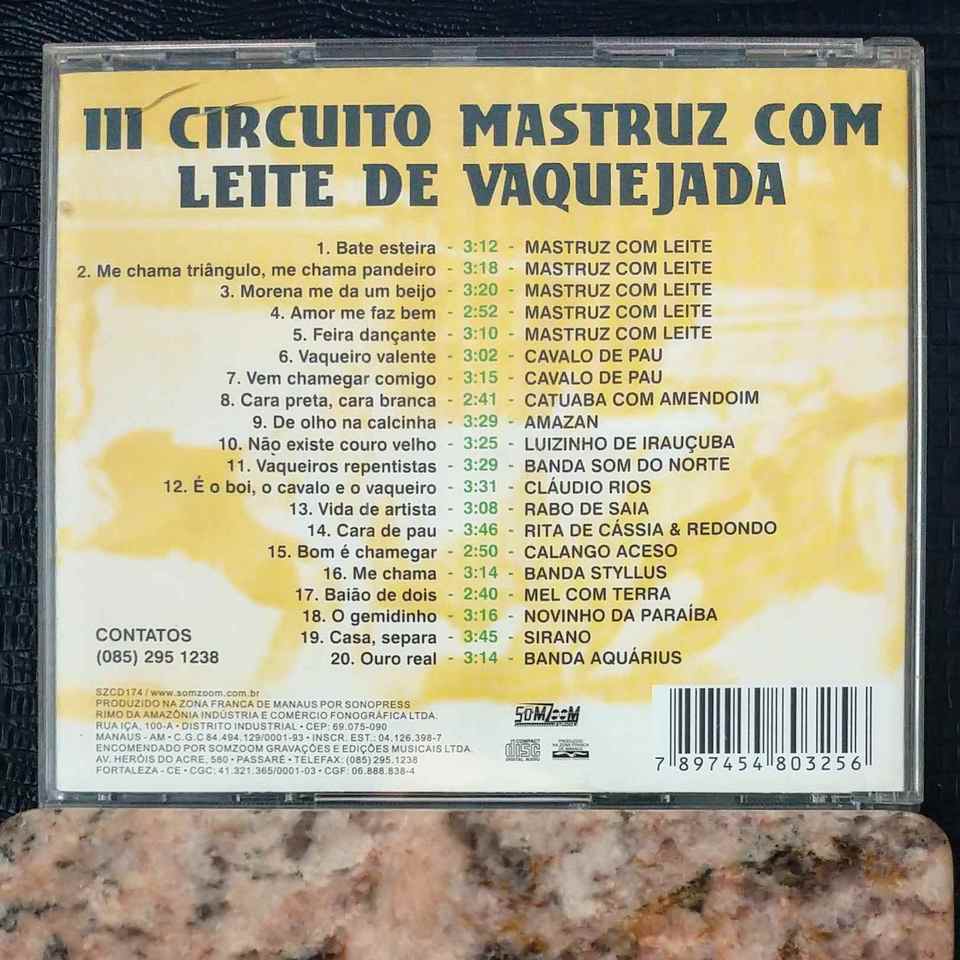 III CIRCUITO MASTRUZ COM
LEITE DE VAQUEJADA
1. Bate esteira - 3:12 - MASTRUZ COM LEITE
2. Me chama triângulo, me chama pandeiro - 3:18 - MASTRUZ COM LEITE
3. Morena me da um beijo - 3:20 - MASTRUZ COM LEITE
4. Amor me faz bem - 2:52 - MASTRUZ COM LEITE
5. Feira dançante - 3:10 - MASTRUZ COM LEITE
6. Vaqueiro valente - 3:02 - CAVALO DE PAU
7. Vem chamegar comigo - 3:15 - CAVALO DE PAU
8. Cara preta, cara branca - 2:41 - CATUABA COM AMENDOIM
9. De olho na calcinha - 3:29 - AMAZAN
10. Não existe couro velho - 3:25 - LUIZINHO DE IRAUÇUBA
11. Vaqueiros repentistas - 3:29 - BANDA SOM DO NORTE
12. É o boi, o cavalo e o vaqueiro - 3:31 - CLÁUDIO RIOS
13. Vida de artista - 3:08 - RABO DE SAIA
14. Cara de pau - 3:46 - RITA DE CÁSSIA & REDONDO
15. Bom é chamegar - 2:50 - CALANGO ACESO
16. Me chama - 3:14 - BANDA STYLLUS
17. Baião de dois - 2:40 - MEL COM TERRA
18. O gemidinho - 3:16 - NOVINHO DA PARAÍBA
19. Casa, separa - 3:45 - SIRANO
20. Ouro real - 3:14 - BANDA AQUÁRIUS
CONTATOS
(085) 295 1238
SZCD174 / www.somzoom.com.br
PRODUZIDO NA ZONA FRANCA DE MANAUS POR SONOPRESS
RIMO DA AMAZÔNIA INDÚSTRIA E COMÉRCIO FONOGRÁFICA LTDA.
RUA IÇA, 100-A • DISTRITO INDUSTRIAL • CEP: 69.075-090
MANAUS - AM • C.G.C 84.494.129/0001-93 • INSCR. EST.: 04.126.398-7
ENCOMENDADO POR SOMZOOM GRAVAÇÕES E EDIÇÕES MUSICAIS LTDA.
AV. HERÓIS DO ACRE, 580 • PASSARÉ • TELEFAX: (085) 295.1238
FORTALEZA - CE • CGC: 41.321.365/0001-03 • CGF: 06.888.838-4
SOMZOOM
COMPACT
disc
DIGITAL AUDIO
PRODUZIDO
NA ZONA FRANCA
DE MANAUS
7 897454 803256